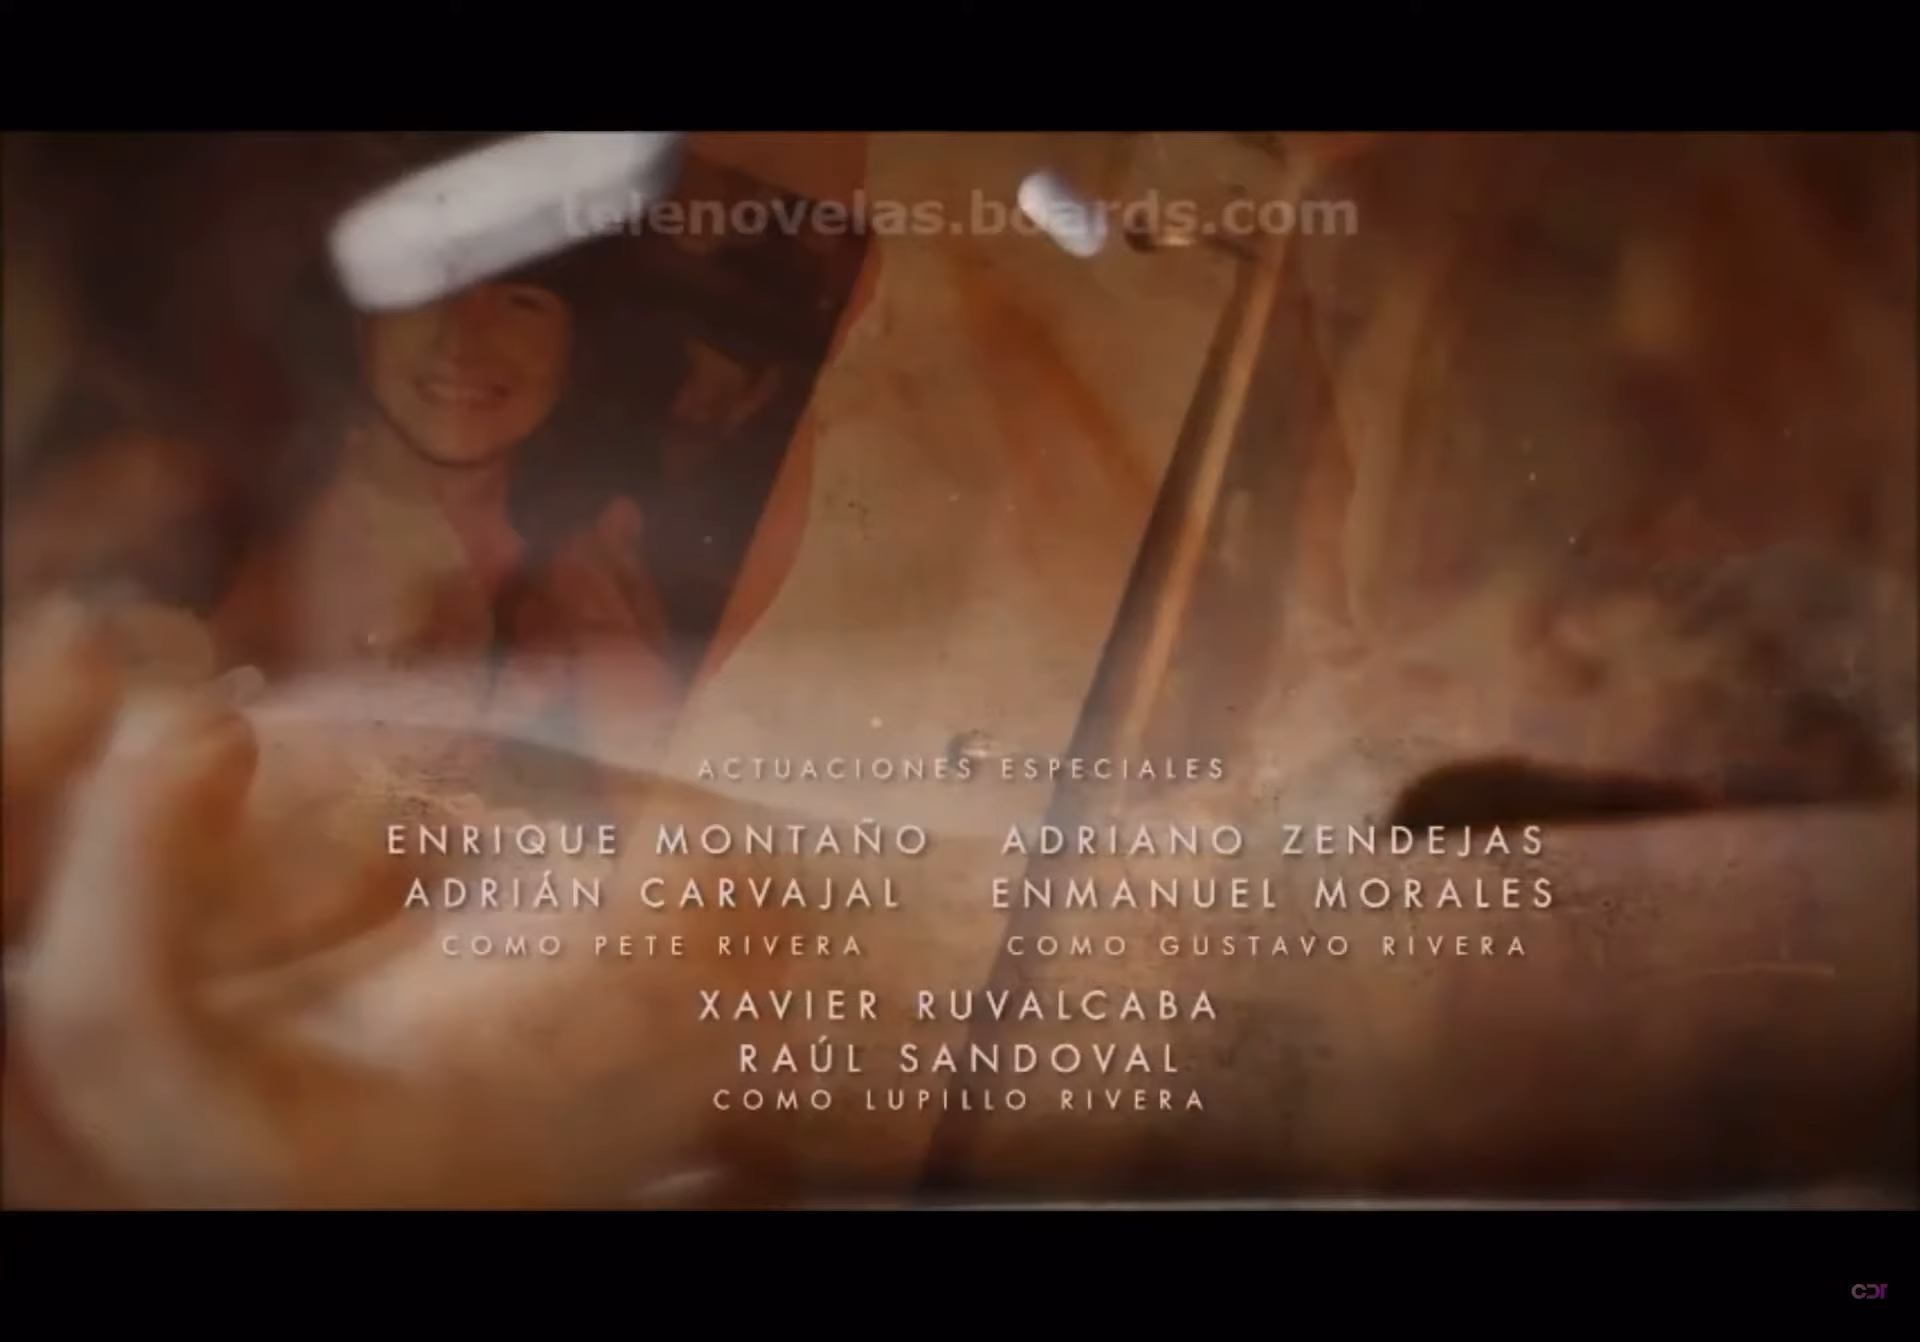 telenovelas.boards.com
ACTUACIONES ESPECIALES
ENRIQUE MONTAÑO
ADRIÁN CARVAJAL
COMO PETE RIVERA
ADRIANO ZENDEJAS
ENMANUEL MORALES
COMO GUSTAVO RIVERA
XAVIER RUVALCABA
RAÚL SANDOVAL
COMO LUPILLO RIVERA
CDT